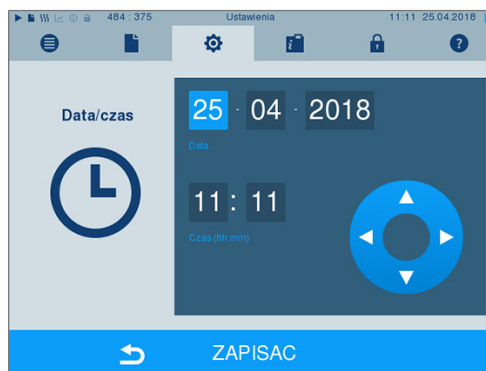 484 : 375 Ustawienia 11:11 25.04.2018
Data/czas
25 . 04 . 2018
Data
11 : 11
Czas (hh:mm)
ZAPISAC